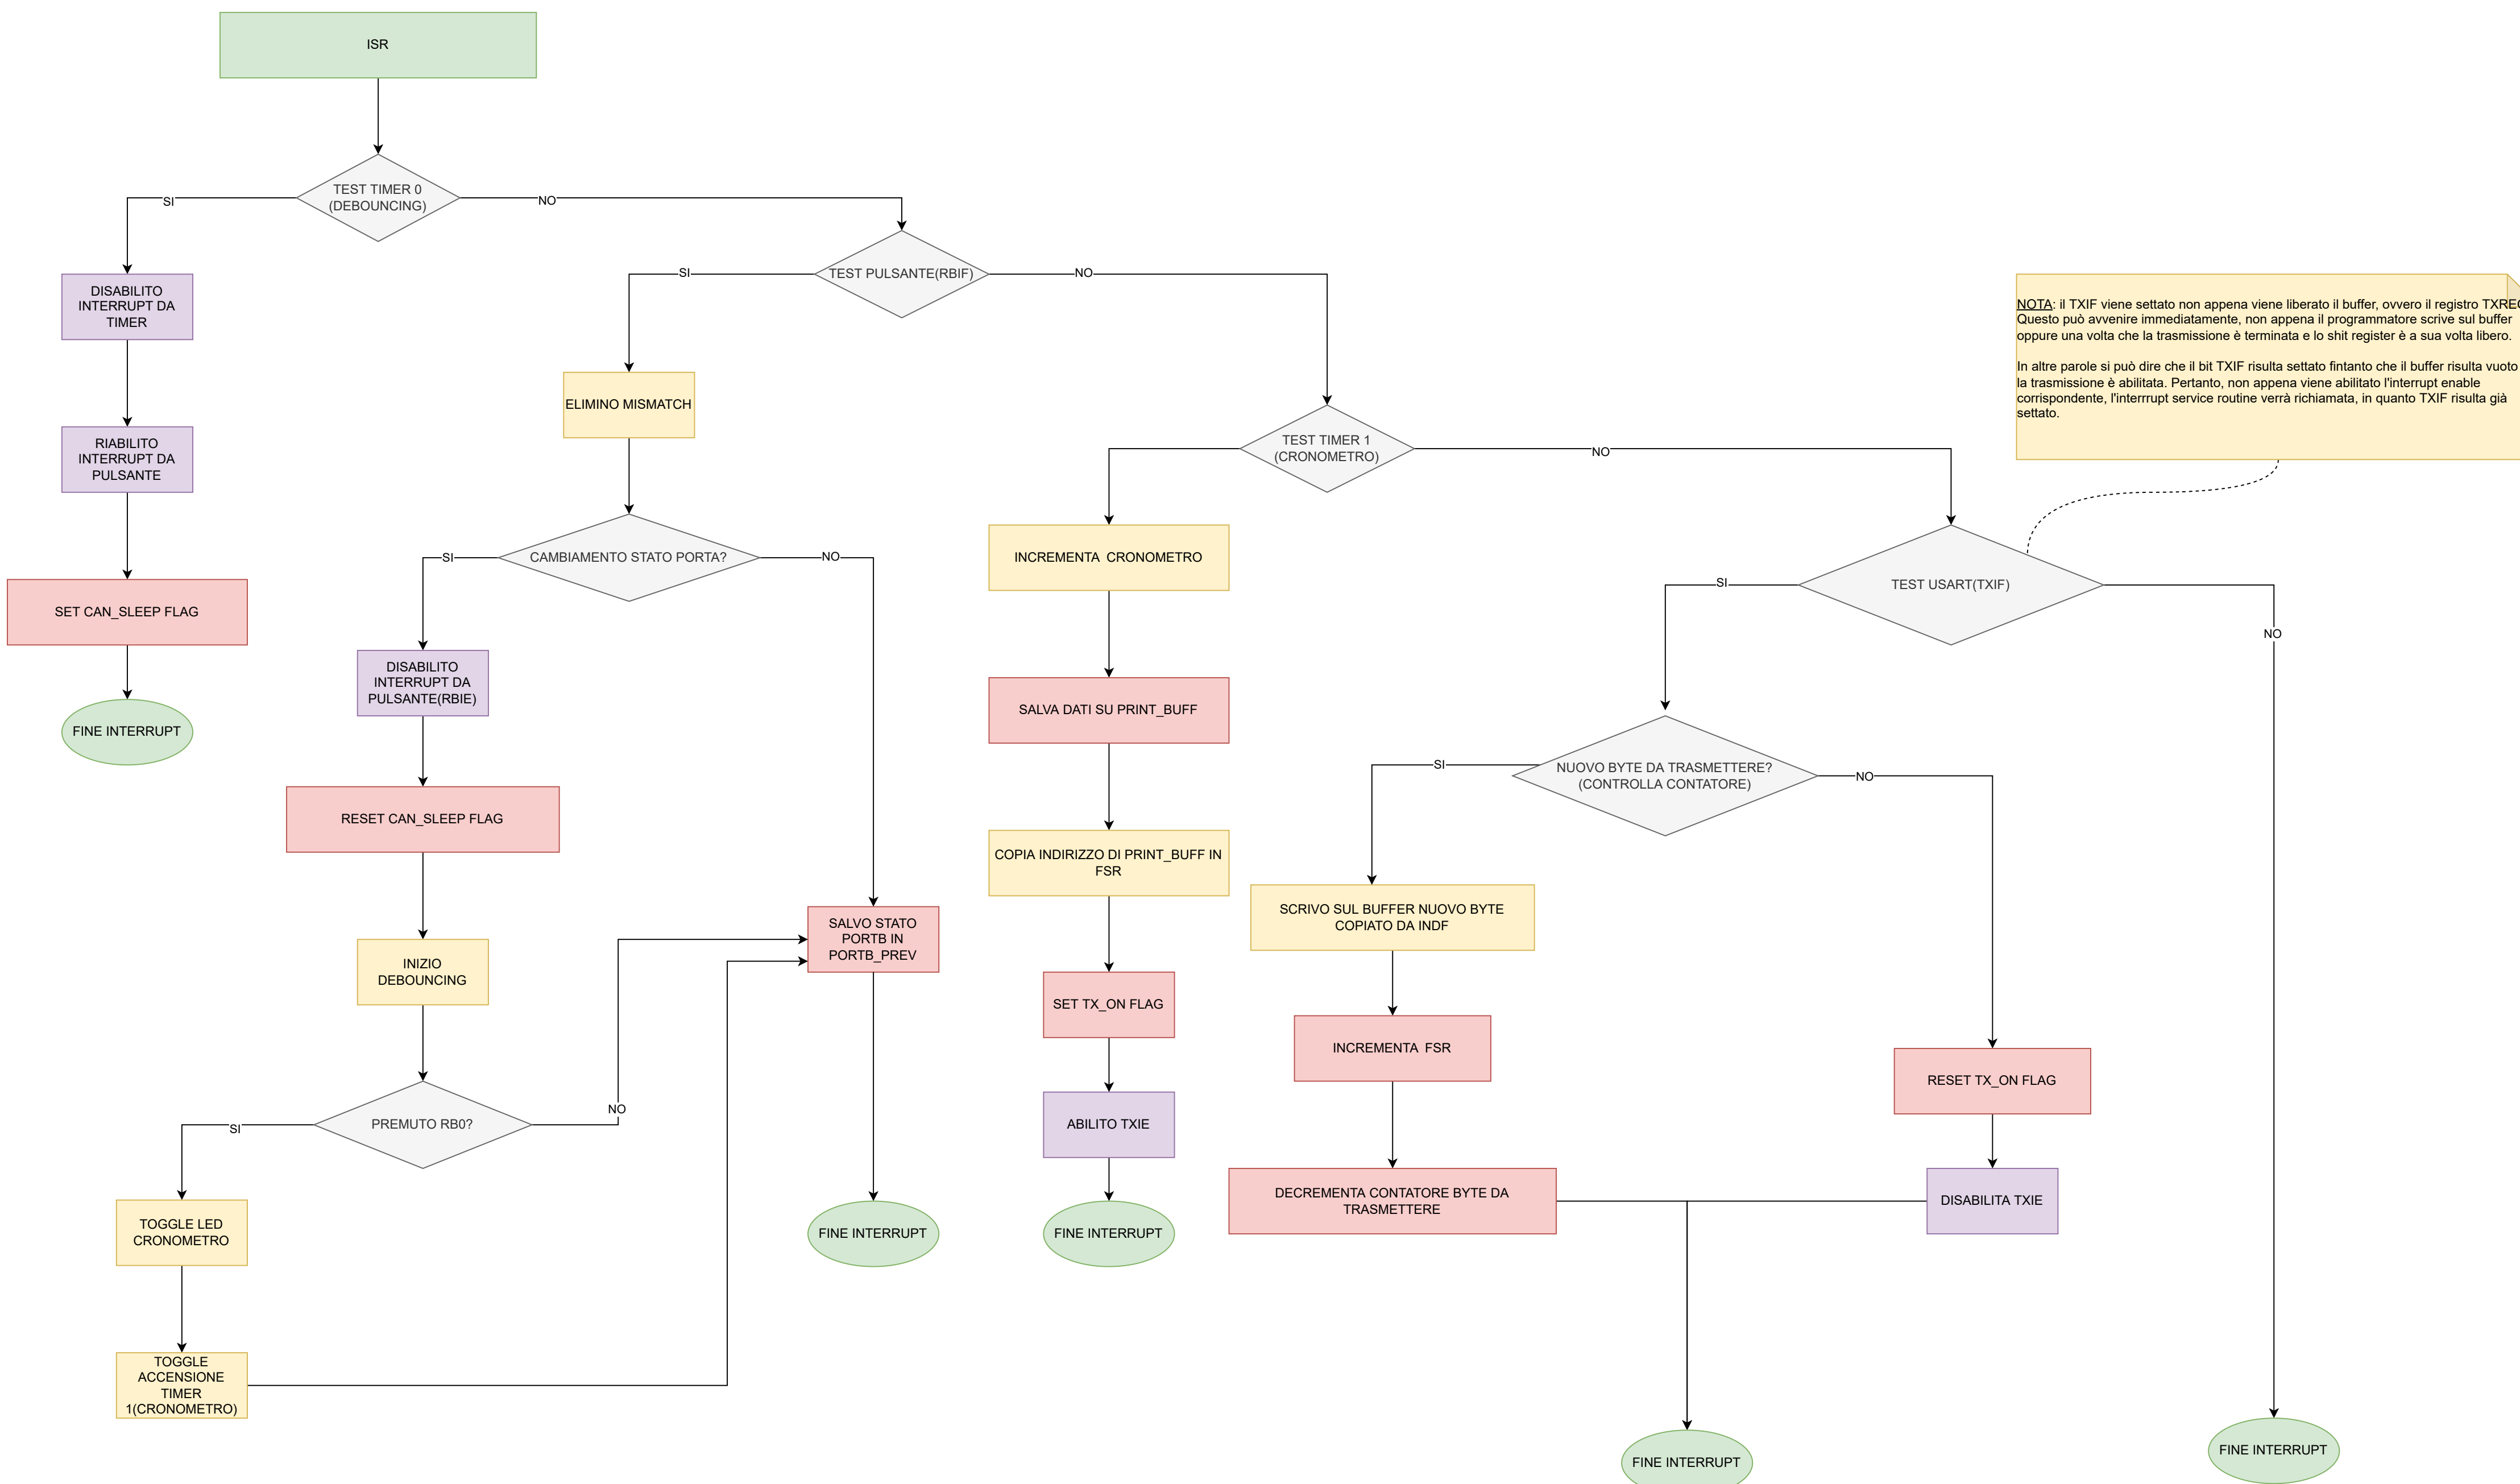 ISR
TEST TIMER 0
(DEBOUNCING)
SI
NO
TEST PULSANTE(RBIF)
SI
NO
DISABILITO
INTERRUPT DA
TIMER
RIABILITO
INTERRUPT DA
PULSANTE
SET CAN_SLEEP FLAG
FINE INTERRUPT
ELIMINO MISMATCH
CAMBIAMENTO STATO PORTA?
SI
NO
DISABILITO
INTERRUPT DA
PULSANTE(RBIE)
RESET CAN_SLEEP FLAG
INIZIO
DEBOUNCING
PREMUTO RB0?
SI
NO
TOGGLE LED
CRONOMETRO
TOGGLE
ACCENSIONE
TIMER
1(CRONOMETRO)
SALVO STATO
PORTB IN
PORTB_PREV
FINE INTERRUPT
TEST TIMER 1
(CRONOMETRO)
NO
INCREMENTA CRONOMETRO
SALVA DATI SU PRINT_BUFF
COPIA INDIRIZZO DI PRINT_BUFF IN
FSR
SET TX_ON FLAG
ABILITO TXIE
FINE INTERRUPT
NOTA: il TXIF viene settato non appena viene liberato il buffer, ovvero il registro
Questo può avvenire immediatamente, non appena il programmatore scrive sul buffer
oppure una volta che la trasmissione è terminata e lo shit register è a sua volta libero.
In altre parole si può dire che il bit TXIF risulta settato fintanto che il buffer risulta vuoto
la trasmissione è abilitata. Pertanto, non appena viene abilitato l'interrupt enable
corrispondente, l'interrrupt service routine verrà richiamata, in quanto TXIF risulta già
settato.
TEST USART(TXIF)
SI
NO
NUOVO BYTE DA TRASMETTERE?
(CONTROLLA CONTATORE)
SI
NO
SCRIVO SUL BUFFER NUOVO BYTE
COPIATO DA INDF
INCREMENTA FSR
DECREMENTA CONTATORE BYTE DA
TRASMETTERE
RESET TX_ON FLAG
DISABILITA TXIE
FINE INTERRUPT
FINE INTERRUPT